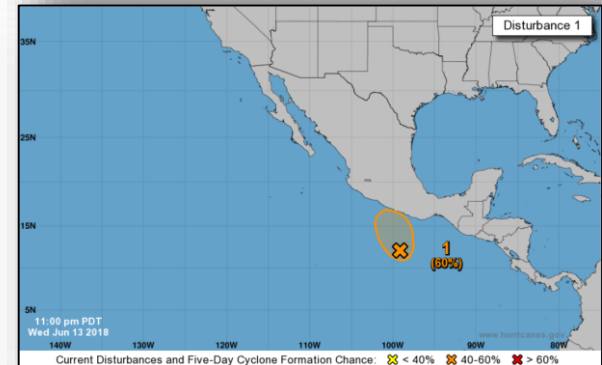 Disturbance 1
35N
25N
15N
5N
1
(60%)
11:00 pm PDT
Wed Jun 13 2018
www.hurricanes.gov
140W 130W 120W 110W 100W 90W 80W
Current Disturbances and Five-Day Cyclone Formation Chance: < 40% 40-60% > 60%